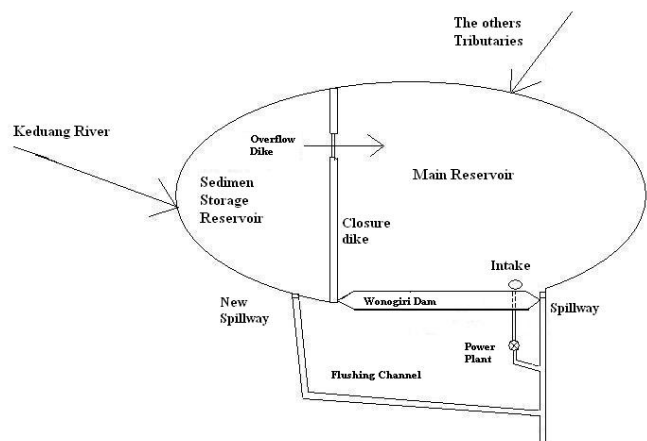 The others
Tributaries
Keduang River
Overflow
Dike
Main Reservoir
Sedimen
Storage
Reservoir
Closure
dike
Intake
New
Spillway
Wonogiri Dam
Spillway
Power
Plant
Flushing Channel